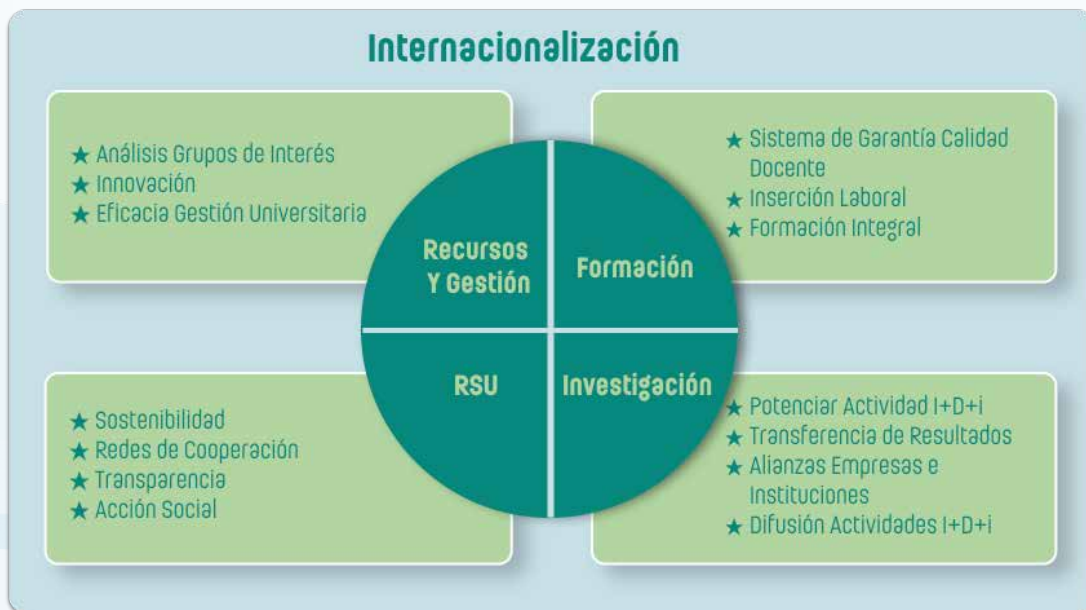 Internacionalización
★ Análisis Grupos de Interés
★ Innovación
★ Eficacia Gestión Universitaria
★ Sistema de Garantía Calidad
Docente
★ Inserción Laboral
★ Formación Integral
Recursos
Y Gestión
Formación
RSU
Investigación
★ Sostenibilidad
★ Redes de Cooperación
★ Transparencia
★ Acción Social
★ Potenciar Actividad I+D+i
★ Transferencia de Resultados
★ Alianzas Empresas e
Instituciones
★ Difusión Actividades I+D+i